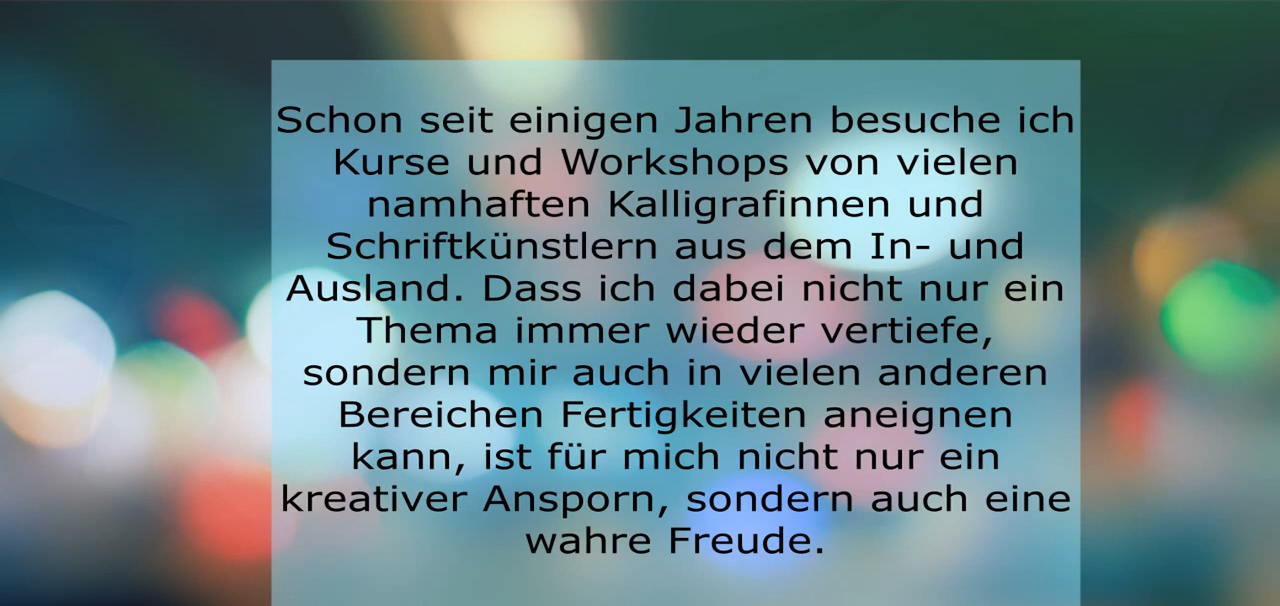 Schon seit einigen Jahren besuche ich
Kurse und Workshops von vielen
namhaften Kalligrafinnen und
Schriftkünstlern aus dem In- und
Ausland. Dass ich dabei nicht nur ein
Thema immer wieder vertiefe,
sondern mir auch in vielen anderen
Bereichen Fertigkeiten aneignen
kann, ist für mich nicht nur ein
kreativer Ansporn, sondern auch eine
wahre Freude.